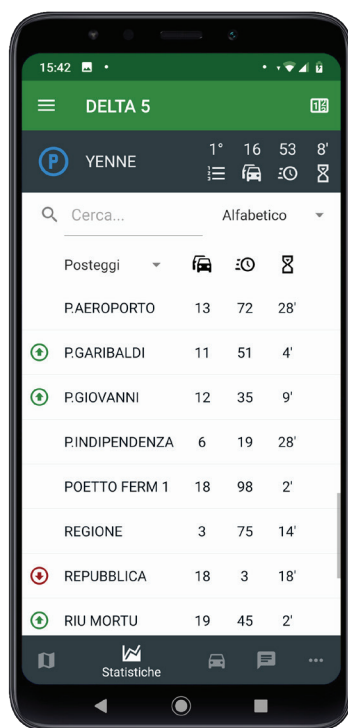 15:42
DELTA 5
YENNE 1° 16 53 8'
Cerca... Alfabetico
Posteggi
P.AEROPORTO 13 72 28'
P.GARIBALDI 11 51 4'
P.GIOVANNI 12 35 9'
P.INDIPENDENZA 6 19 28'
POETTO FERM 1 18 98 2'
REGIONE 3 75 14'
REPUBBLICA 18 3 18'
RIU MORTU 19 45 2'
Statistiche